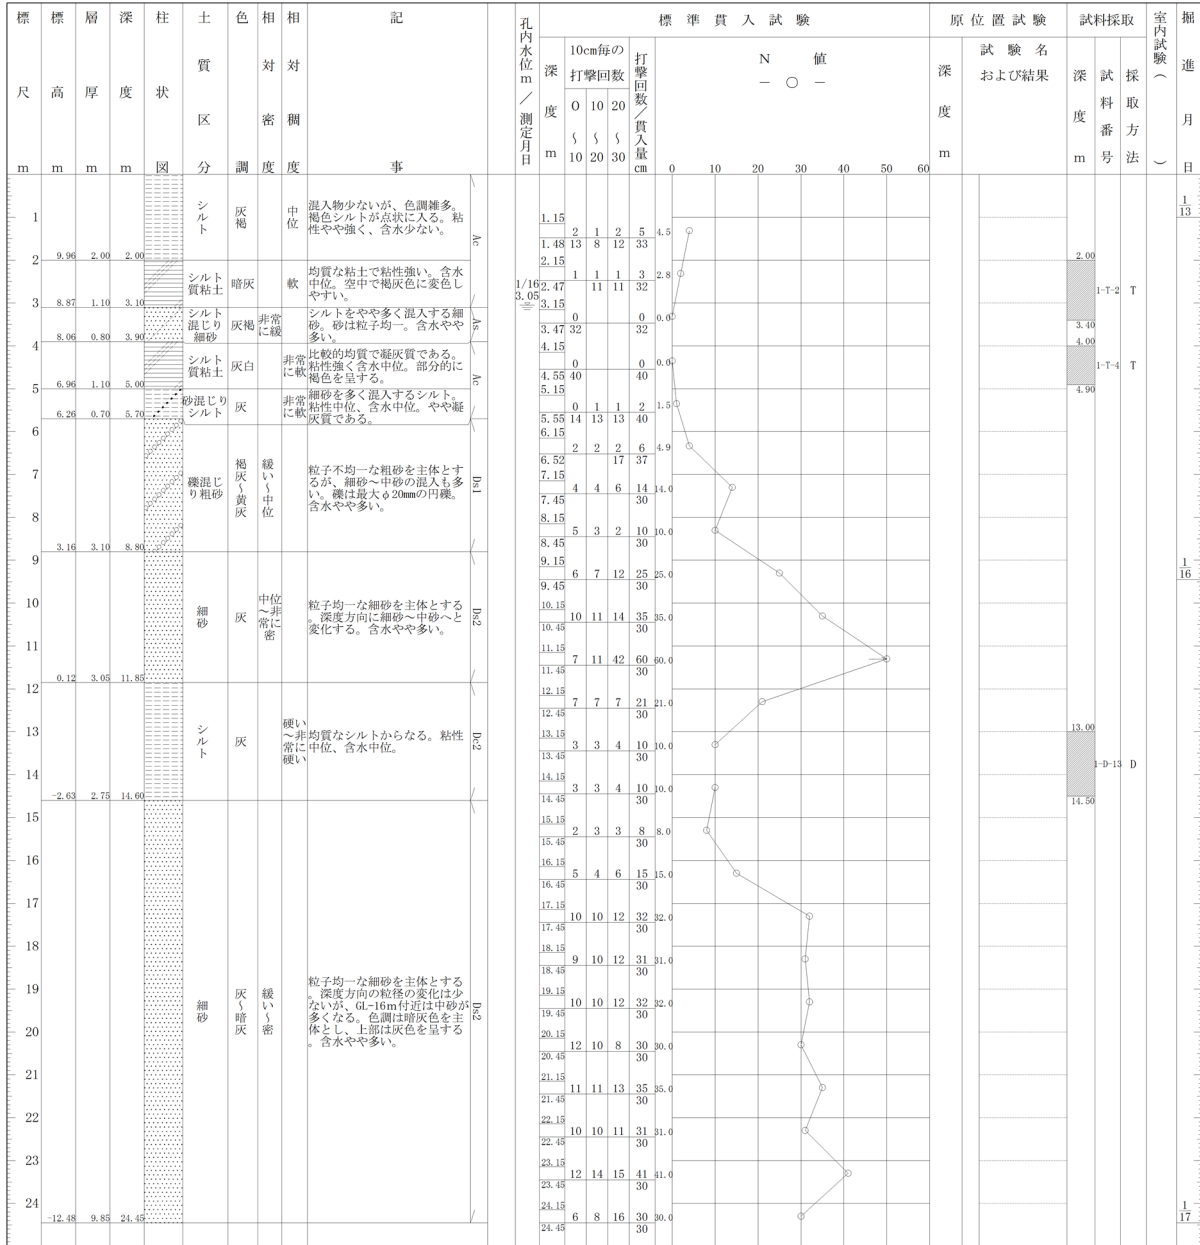 標尺 m
標高 m
層厚 m
深度 m
柱状図
土質区分
色調
相対密度
相対稠度
記事
孔内水位m/測定月日
標準貫入試験
深度 m
10cm毎の
打撃回数
0 10 20
〜 〜 〜
10 20 30
打撃回数/貫入量 cm
N 値
― ○ ―
0 10 20 30 40 50 60
原位置試験
深度 m
試験名
および結果
試料採取
深度 m
試料番号
採取方法
室内試験( )
掘進月日
シルト
灰褐
中位
混入物少ないが、色調雑多。
褐色シルトが点状に入る。粘
性やや強く、含水少ない。
Ac
9.96 2.00 2.00
シルト
質粘土
暗灰
軟
均質な粘土で粘性強い。含水
中位。空中で褐灰色に変色し
やすい。
8.87 1.10 3.10
シルト
混じり
細砂
灰褐
非常
に緩
シルトをやや多く混入する細
砂。砂は粒子均一。含水やや
多い。
As
8.06 0.80 3.90
シルト
質粘土
灰白
非常
に軟
比較的均質で凝灰質である。
粘性強く含水中位。部分的に
褐色を呈する。
Ac
6.96 1.10 5.00
砂混じり
シルト
灰
非常
に軟
細砂を多く混入するシルト。
粘性中位、含水中位。やや凝
灰質である。
6.26 0.70 5.70
礫混じ
り粗砂
褐灰〜黄灰
緩い〜中位
粒子不均一な粗砂を主体とす
るが、細砂〜中砂の混入も多
い。礫は最大φ20mmの円礫。
含水やや多い。
Ds1
3.16 3.10 8.80
細砂
灰
中位
〜非
常に
密
粒子均一な細砂を主体とする
。深度方向に細砂〜中砂へと
変化する。含水やや多い。
Ds2
0.12 3.05 11.85
シルト
灰
硬い
〜非
常に
硬い
均質なシルトからなる。粘性
中位、含水中位。
Dc2
-2.63 2.75 14.60
細砂
灰〜暗灰
緩い〜密
粒子均一な細砂を主体とする
。深度方向の粒径の変化は少
ないが、GL-16m付近は中砂が
多くなる。色調は暗灰色を主
体とし、上部は灰色を呈する
。含水やや多い。
Ds2
-12.48 9.85 24.45
1
2
3
4
5
6
7
8
9
10
11
12
13
14
15
16
17
18
19
20
21
22
23
24
1/16
3.05
1.15
2 1 2 5 4.5
1.48 13 8 12 33
2.15
1 1 1 3 2.8
2.47 11 11 32
3.15
0 0 0.0
3.47 32 32
4.15
0 0 0.0
4.55 40 40
5.15
0 1 1 2 1.5
5.55 14 13 13 40
6.15
2 2 2 6 4.9
6.52 17 37
7.15
4 4 6 14 14.0
7.45 30
8.15
5 3 2 10 10.0
8.45 30
9.15
6 7 12 25 25.0
9.45 30
10.15
10 11 14 35 35.0
10.45 30
11.15
7 11 42 60 60.0
11.45 30
12.15
7 7 7 21 21.0
12.45 30
13.15
3 3 4 10 10.0
13.45 30
14.15
3 3 4 10 10.0
14.45 30
15.15
2 3 3 8 8.0
15.45 30
16.15
5 4 6 15 15.0
16.45 30
17.15
10 10 12 32 32.0
17.45 30
18.15
9 10 12 31 31.0
18.45 30
19.15
10 10 12 32 32.0
19.45 30
20.15
12 10 8 30 30.0
20.45 30
21.15
11 11 13 35 35.0
21.45 30
22.15
10 10 11 31 31.0
22.45 30
23.15
12 14 15 41 41.0
23.45 30
24.15
6 8 16 30 30.0
24.45 30
2.00
1-T-2 T
3.40
4.00
1-T-4 T
4.90
13.00
1-D-13 D
14.50
1/13
1/16
1/17